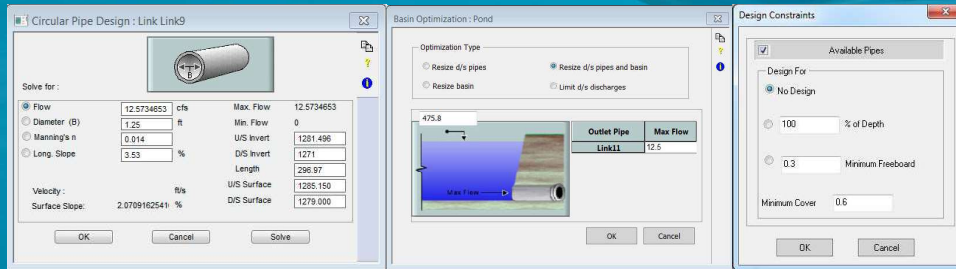 Circular Pipe Design : Link Link9
B
Solve for :
Flow 12.5734653 cfs Max. Flow 12.5734653
Diameter (B) 1.25 ft Min. Flow 0
Manning's n 0.014 U/S Invert 1281.496
Long. Slope 3.53 % D/S Invert 1271
Length 296.97
Velocity : ft/s U/S Surface 1285.150
Surface Slope: 2.0709162541 % D/S Surface 1279.000
OK Cancel Solve
Basin Optimization : Pond
Optimization Type
Resize d/s pipes Resize d/s pipes and basin
Resize basin Limit d/s discharges
475.8
Outlet Pipe Max Flow
Link11 12.5
Max Flow
OK Cancel
Design Constraints
Available Pipes
Design For
No Design
100 % of Depth
0.3 Minimum Freeboard
Minimum Cover 0.6
OK Cancel